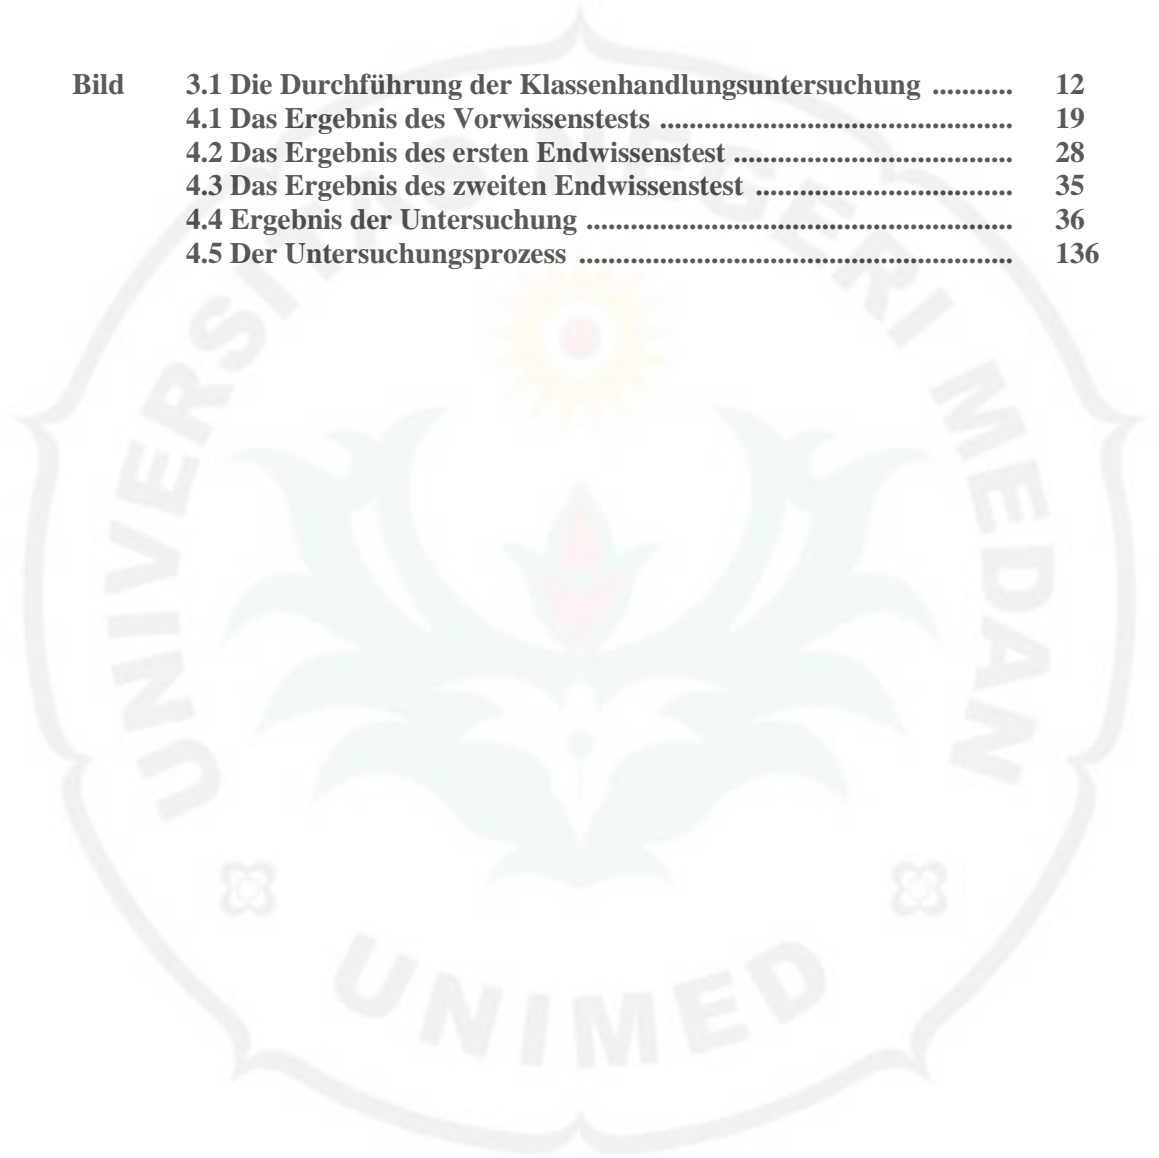 Bild 3.1 Die Durchführung der Klassenhandlungsuntersuchung ........... 12
4.1 Das Ergebnis des Vorwissenstests ................................................ 19
4.2 Das Ergebnis des ersten Endwissenstest ...................................... 28
4.3 Das Ergebnis des zweiten Endwissenstest ................................... 35
4.4 Ergebnis der Untersuchung .......................................................... 36
4.5 Der Untersuchungsprozess ........................................................... 136
UNIVERSITAS NEGERI MEDAN
UNIMED